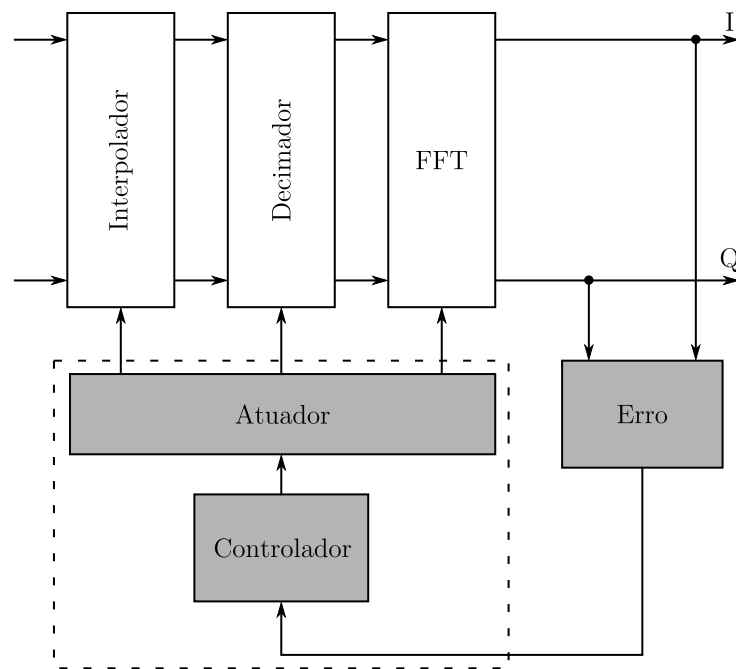 I
Interpolador
Decimador
FFT
Q
Atuador
Erro
Controlador